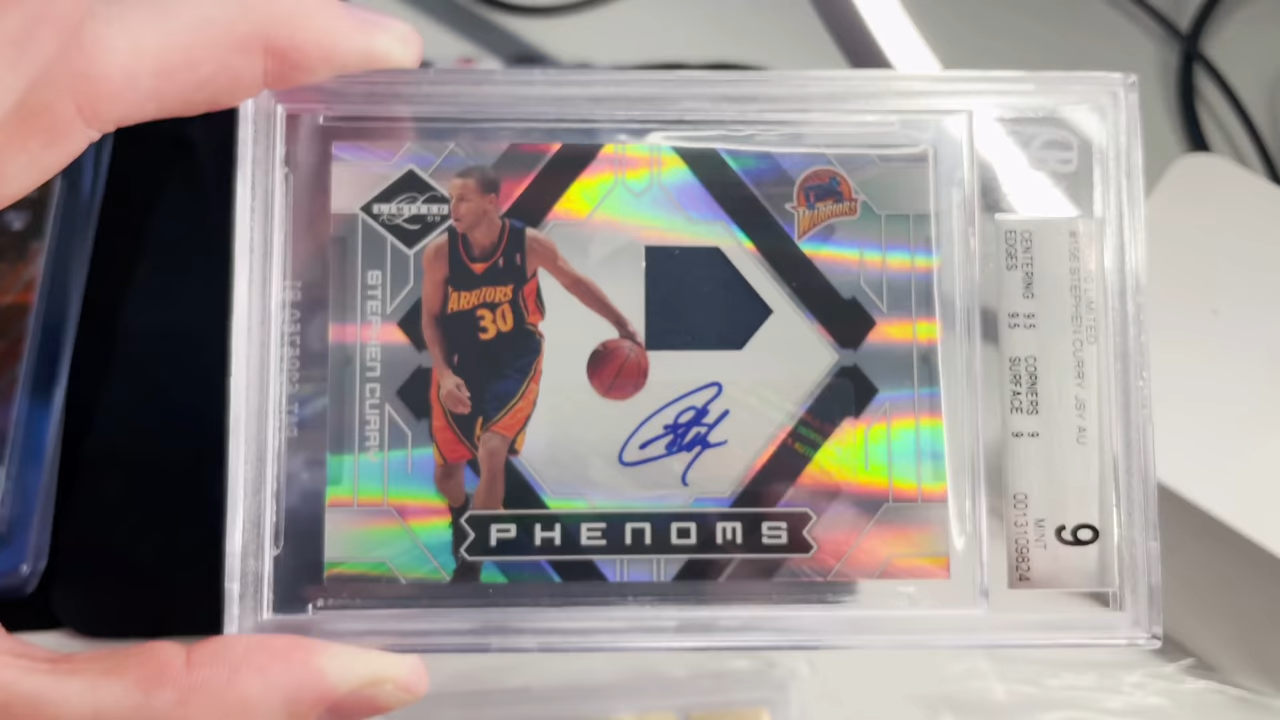 LIMITED
09
WARRIORS
STEPHEN CURRY
ARRIORS
30
PHENOMS
LIMITED
#156 STEPHEN CURRY JSY AU
CENTERING 9.5 CORNERS 9
EDGES 9.5 SURFACE 9
9
MINT
0013109824